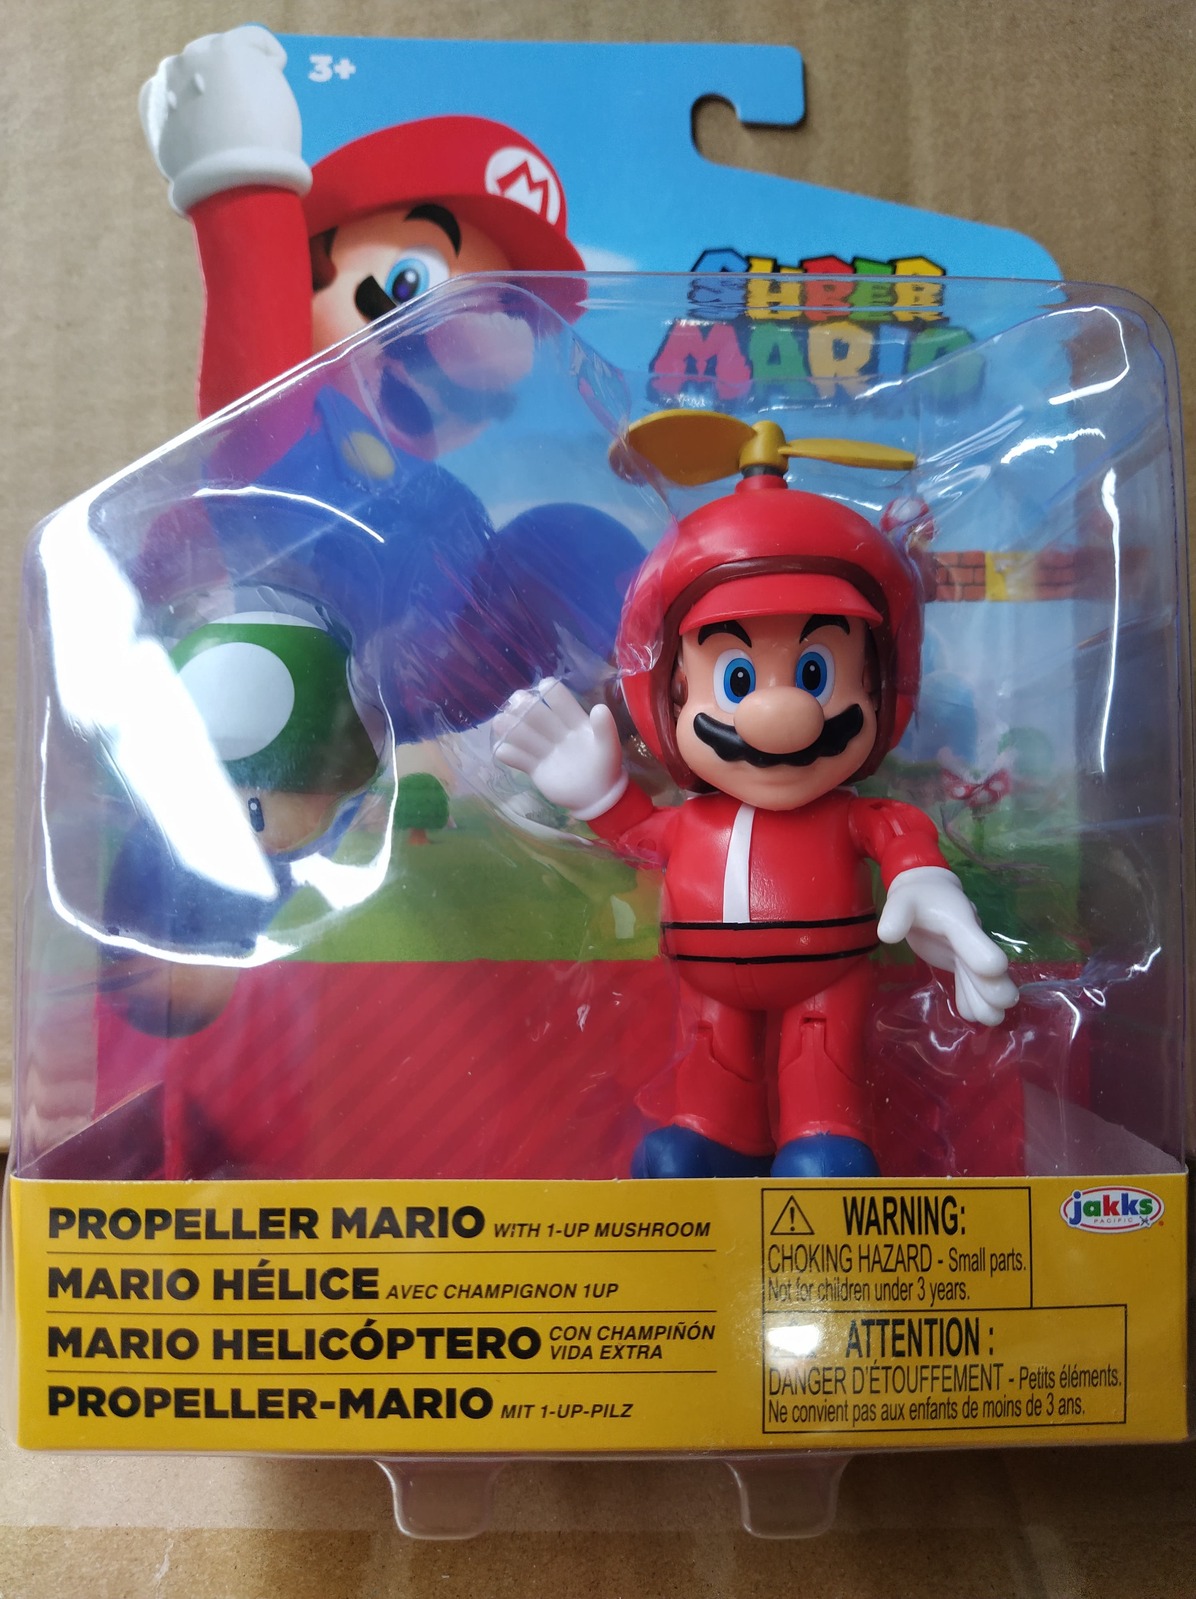 3+
M
SUPER
MARIO
PROPELLER MARIO WITH 1-UP MUSHROOM
MARIO HÉLICE AVEC CHAMPIGNON 1UP
MARIO HELICÓPTERO CON CHAMPIÑÓN
VIDA EXTRA
PROPELLER-MARIO MIT 1-UP-PILZ
WARNING:
CHOKING HAZARD - Small parts.
Not for children under 3 years.
ATTENTION :
DANGER D'ÉTOUFFEMENT - Petits éléments.
Ne convient pas aux enfants de moins de 3 ans.
jakks
PACIFIC